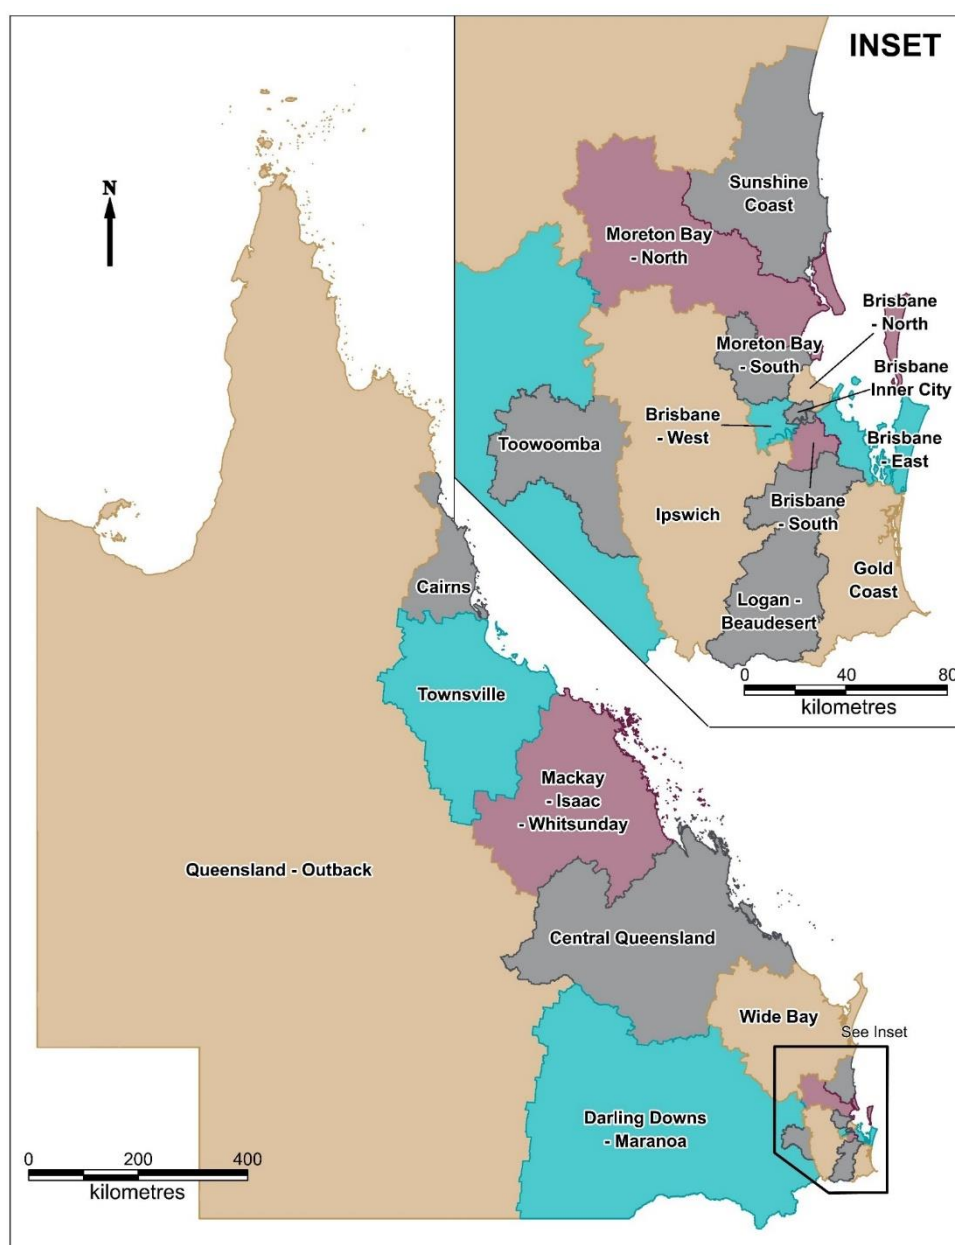 INSET
N
Sunshine
Coast
Moreton Bay
- North
Brisbane
- North
Moreton Bay
- South
Brisbane
Inner City
Brisbane
- West
Brisbane
- East
Toowoomba
Ipswich
Brisbane
- South
Gold
Coast
Logan -
Beaudesert
0 40 80
kilometres
Cairns
Townsville
Mackay
- Isaac
- Whitsunday
Queensland - Outback
Central Queensland
Wide Bay
See Inset
Darling Downs
- Maranoa
0 200 400
kilometres